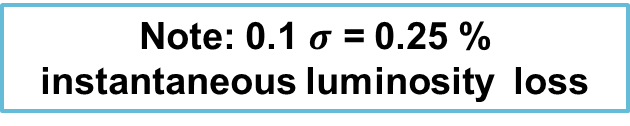 Note: 0.1 σ = 0.25 %
instantaneous luminosity loss